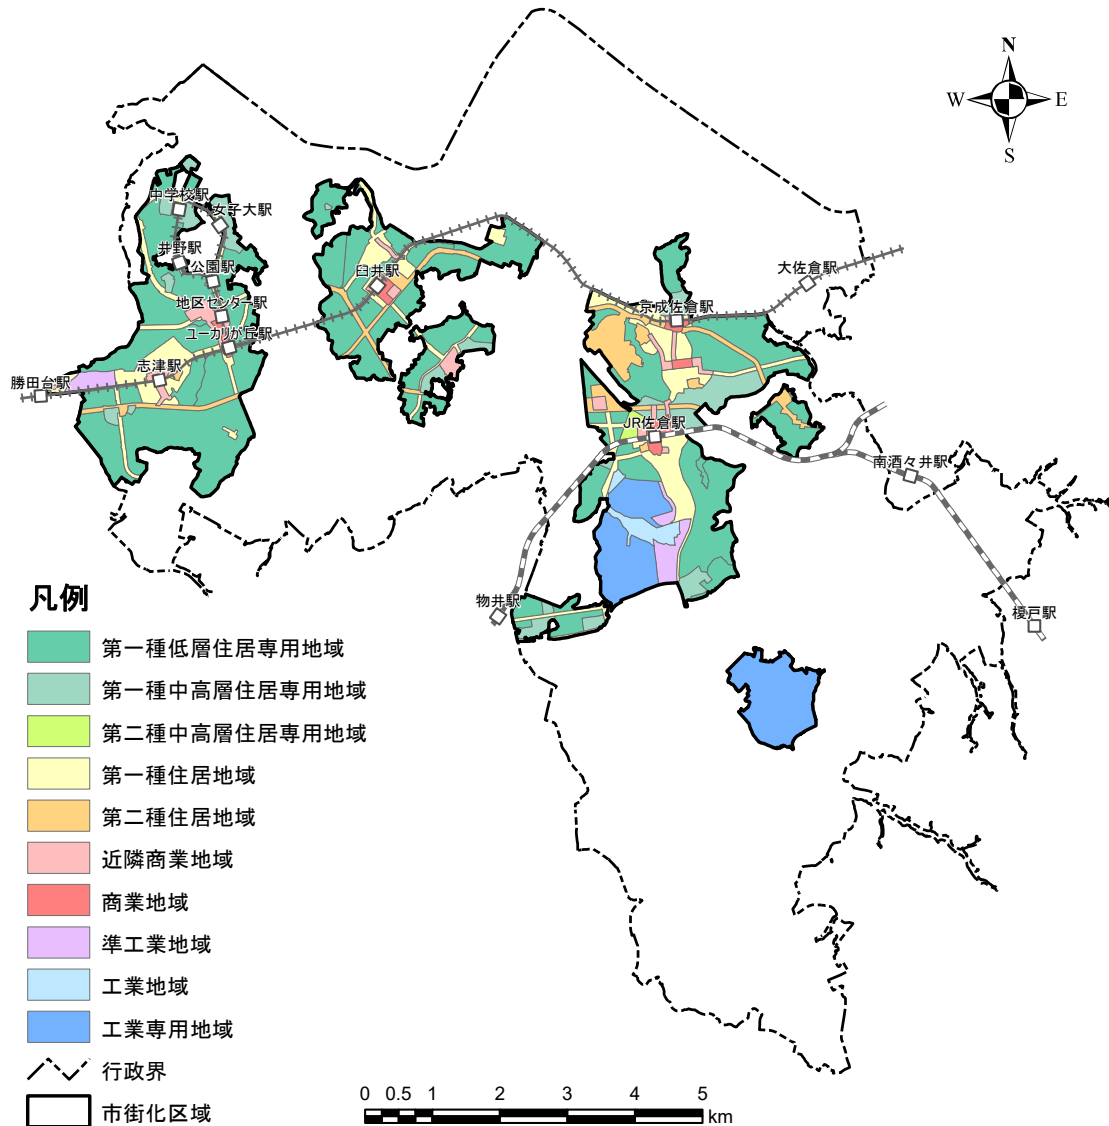 N
W
E
S
中学校駅
女子大駅
井野駅
公園駅
地区センター駅
ユーカリが丘駅
志津駅
勝田台駅
臼井駅
京成佐倉駅
大佐倉駅
JR佐倉駅
南酒々井駅
物井駅
榎戸駅
凡例
第一種低層住居専用地域
第一種中高層住居専用地域
第二種中高層住居専用地域
第一種住居地域
第二種住居地域
近隣商業地域
商業地域
準工業地域
工業地域
工業専用地域
行政界
市街化区域
0 0.5 1 2 3 4 5
km